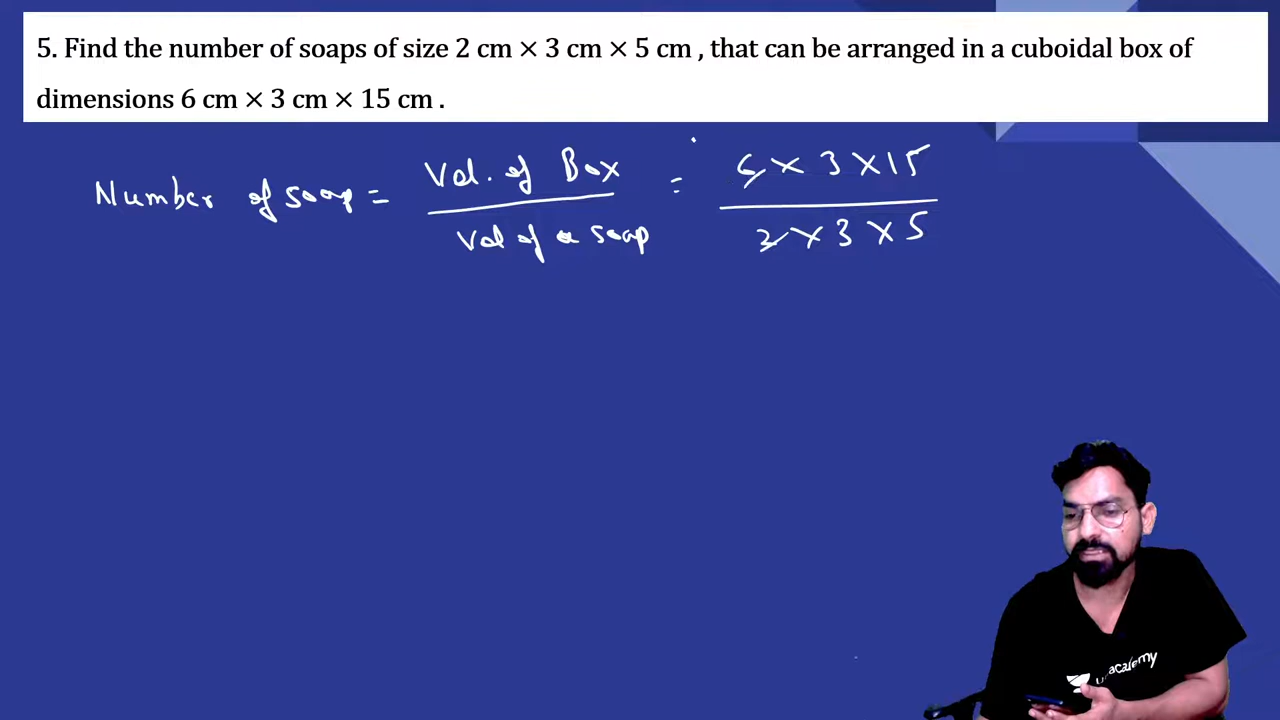 5. Find the number of soaps of size 2 cm × 3 cm × 5 cm , that can be arranged in a cuboidal box of
dimensions 6 cm × 3 cm × 15 cm .
Number of soap = Vol. of Box = 6 × 3 × 15
Vol of a soap 2 × 3 × 5
unacademy